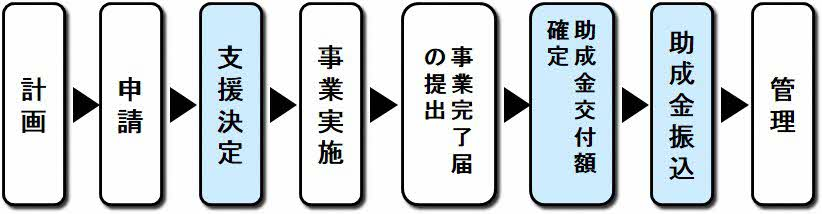 計画
申請
支援決定
事業実施
事業完了届
の提出
助成金交付額
確定
助成金振込
管理